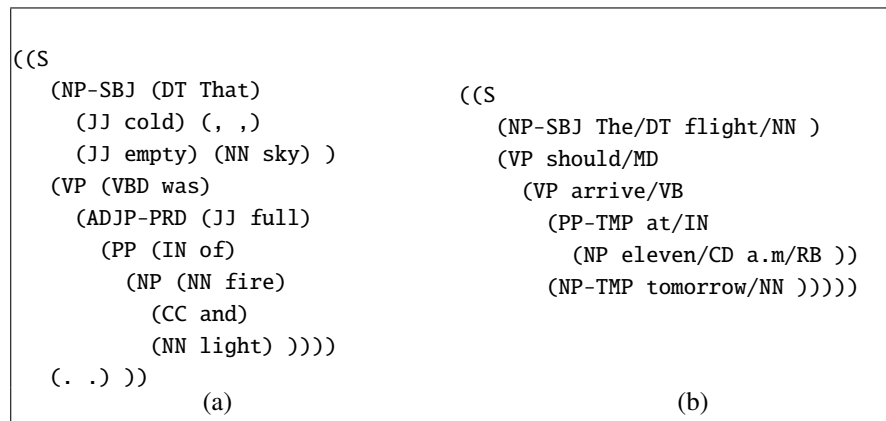 ((S
(NP-SBJ (DT That)
(JJ cold) (, ,)
(JJ empty) (NN sky) )
(VP (VBD was)
(ADJP-PRD (JJ full)
(PP (IN of)
(NP (NN fire)
(CC and)
(NN light) ))))
(. .) ))
(a)
((S
(NP-SBJ The/DT flight/NN )
(VP should/MD
(VP arrive/VB
(PP-TMP at/IN
(NP eleven/CD a.m/RB ))
(NP-TMP tomorrow/NN )))))
(b)